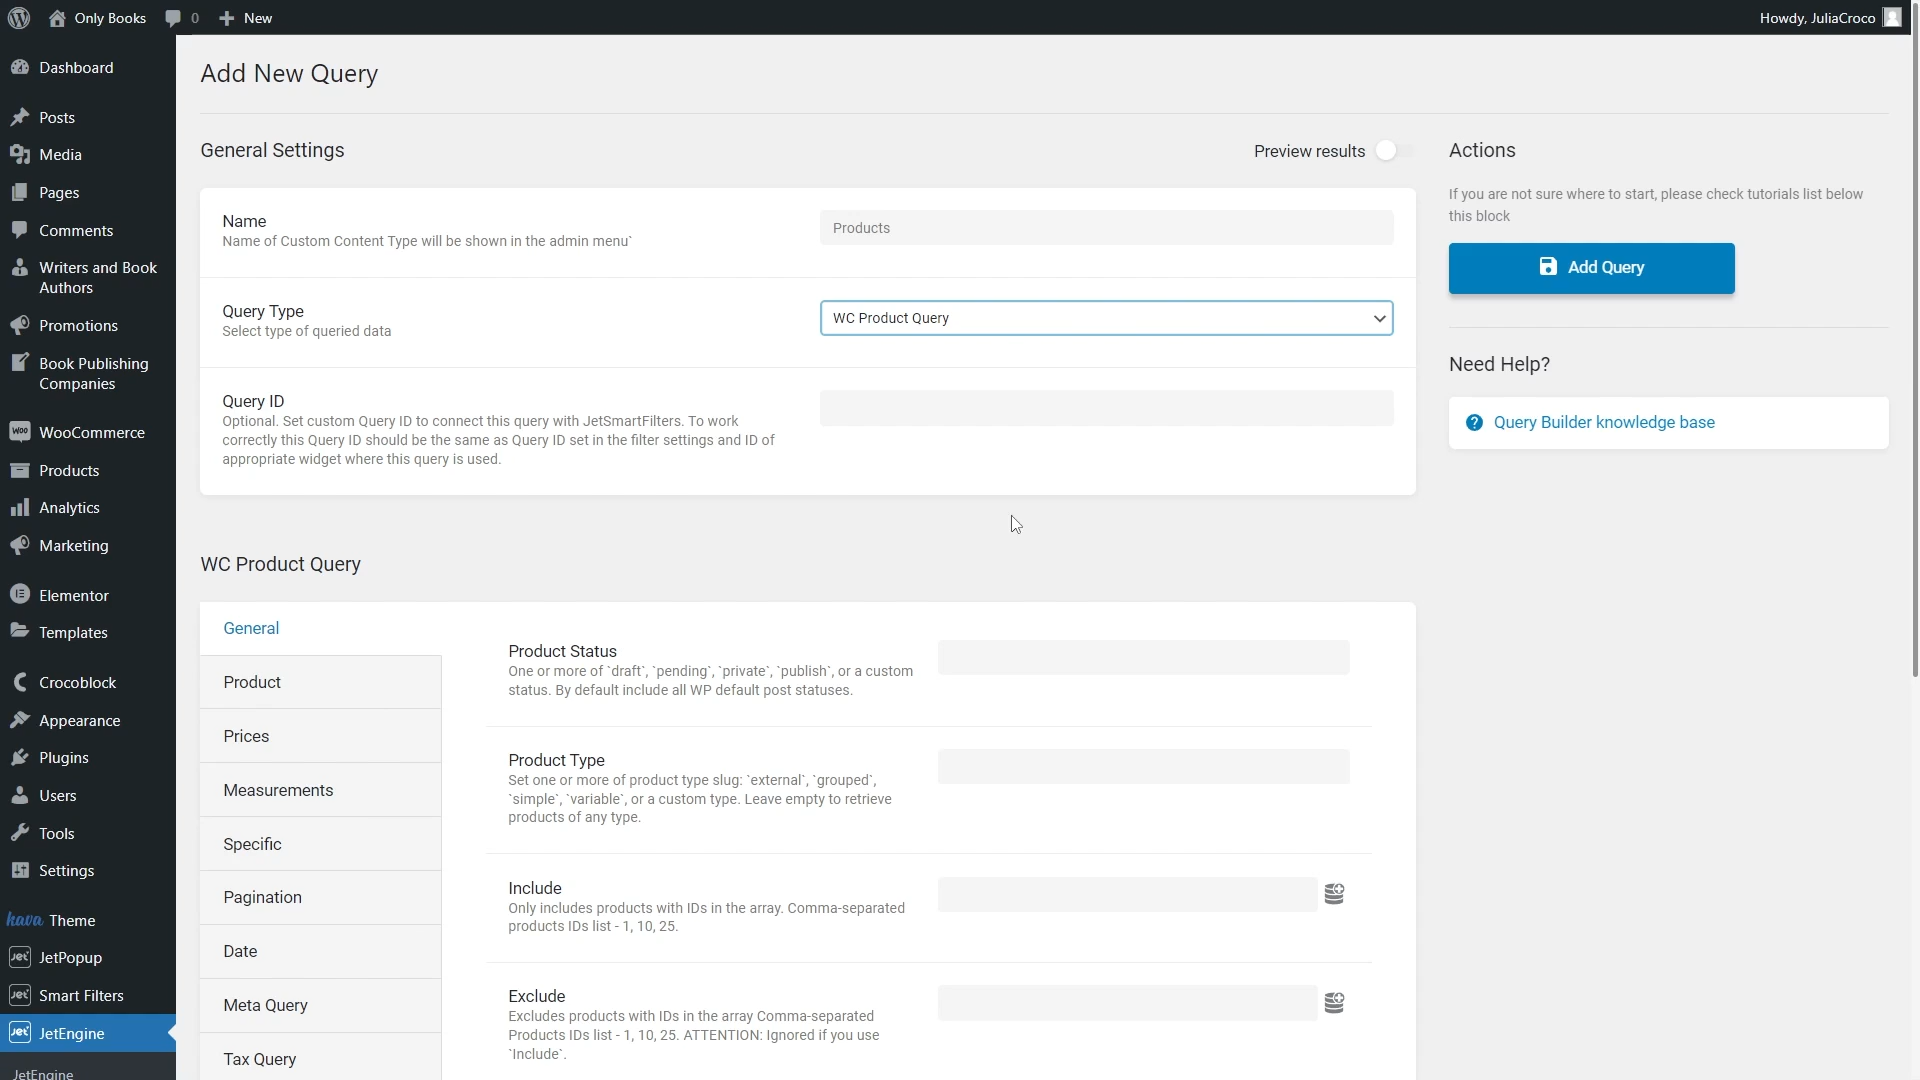 Only Books
0
New
Howdy, JuliaCroco
Dashboard
Posts
Media
Pages
Comments
Writers and Book
Authors
Promotions
Book Publishing
Companies
Woo
WooCommerce
Products
Analytics
Marketing
Elementor
Templates
Crocoblock
Appearance
Plugins
Users
Tools
Settings
kava Theme
Jet JetPopup
Jet Smart Filters
Jet JetEngine
JetEngine
Add New Query
General Settings
Preview results
Name
Name of Custom Content Type will be shown in the admin menu`
Products
Query Type
Select type of queried data
WC Product Query
Query ID
Optional. Set custom Query ID to connect this query with JetSmartFilters. To work
correctly this Query ID should be the same as Query ID set in the filter settings and ID of
appropriate widget where this query is used.
WC Product Query
General
Product
Prices
Measurements
Specific
Pagination
Date
Meta Query
Tax Query
Product Status
One or more of `draft`, `pending`, `private`, `publish`, or a custom
status. By default include all WP default post statuses.
Product Type
Set one or more of product type slug: `external`, `grouped`,
`simple`, `variable`, or a custom type. Leave empty to retrieve
products of any type.
Include
Only includes products with IDs in the array. Comma-separated
products IDs list - 1, 10, 25.
Exclude
Excludes products with IDs in the array Comma-separated
Products IDs list - 1, 10, 25. ATTENTION: Ignored if you use
`Include`.
Actions
If you are not sure where to start, please check tutorials list below
this block
Add Query
Need Help?
Query Builder knowledge base